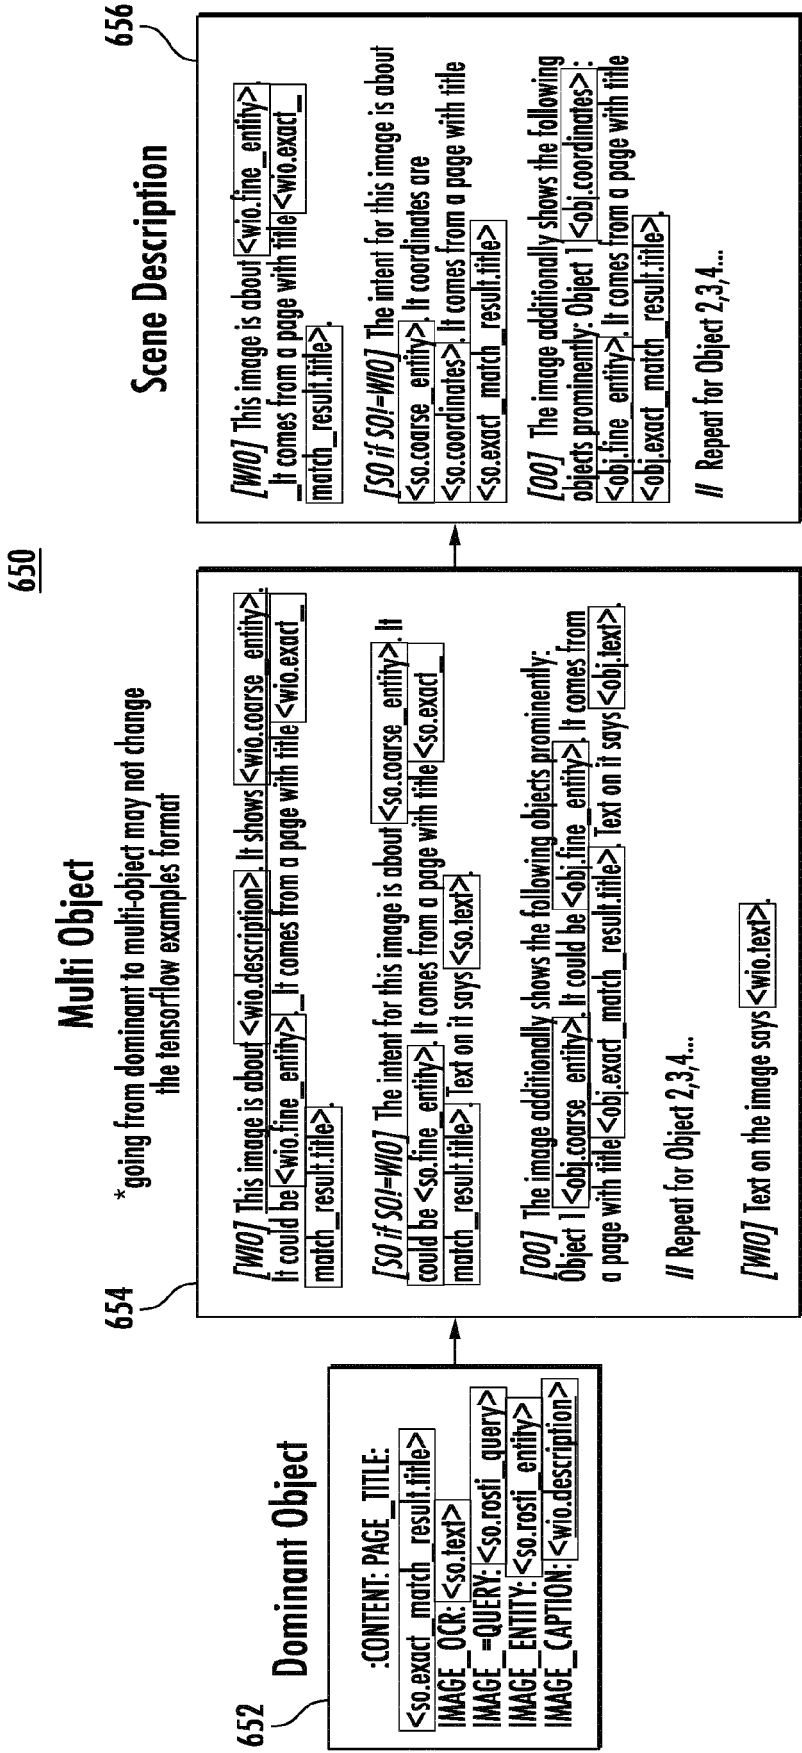 650
Dominant Object
652
:CONTENT: PAGE_TITLE:
<so.exact_match_result.title>
IMAGE_OCR: <so.text>
IMAGE_=QUERY: <so.rosti_query>
IMAGE_ENTITY: <so.rosti_entity>
IMAGE_CAPTION: <wio.description>
Multi Object
*going from dominant to multi-object may not change
the tensorflow examples format
654
[WIO] This image is about <wio.description>. It shows <wio.coarse_entity>.
It could be <wio.fine_entity>._It comes from a page with title <wio.exact_
match_result.title>.
[SO if SO!=WIO] The intent for this image is about <so.coarse_entity>. It
could be <so.fine_entity>. It comes from a page with title <so.exact_
match_result.title>. Text on it says <so.text>.
[OO] The image additionally shows the following objects prominently:
Object 1 <obj.coarse_entity>. It could be <obj.fine_entity>. It comes from
a page with title <obj.exact_match_result.title>. Text on it says <obj.text>.
// Repeat for Object 2,3,4...
[WIO] Text on the image says <wio.text>.
Scene Description
656
[WIO] This image is about <wio.fine_entity>.
_It comes from a page with title <wio.exact_
match_result.title>.
[SO if SO!=WIO] The intent for this image is about
<so.coarse_entity>. It coordinates are
<so.coordinates>. It comes from a page with title
<so.exact_match_result.title>
[OO] The image additionally shows the following
objects prominently: Object 1 <obj.coordinates> :
<obj.fine_entity>. It comes from a page with title
<obj.exact_match_result.title>.
// Repeat for Object 2,3,4...